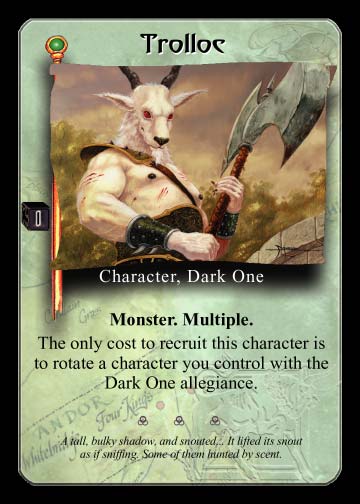 Trolloc
0
Character, Dark One
Monster. Multiple.
The only cost to recruit this character is
to rotate a character you control with the
Dark One allegiance.
ANDOR
Four Kings
Whitebridge
A tall, bulky shadow, and snouted... It lifted its snout
as if sniffing. Some of them hunted by scent.